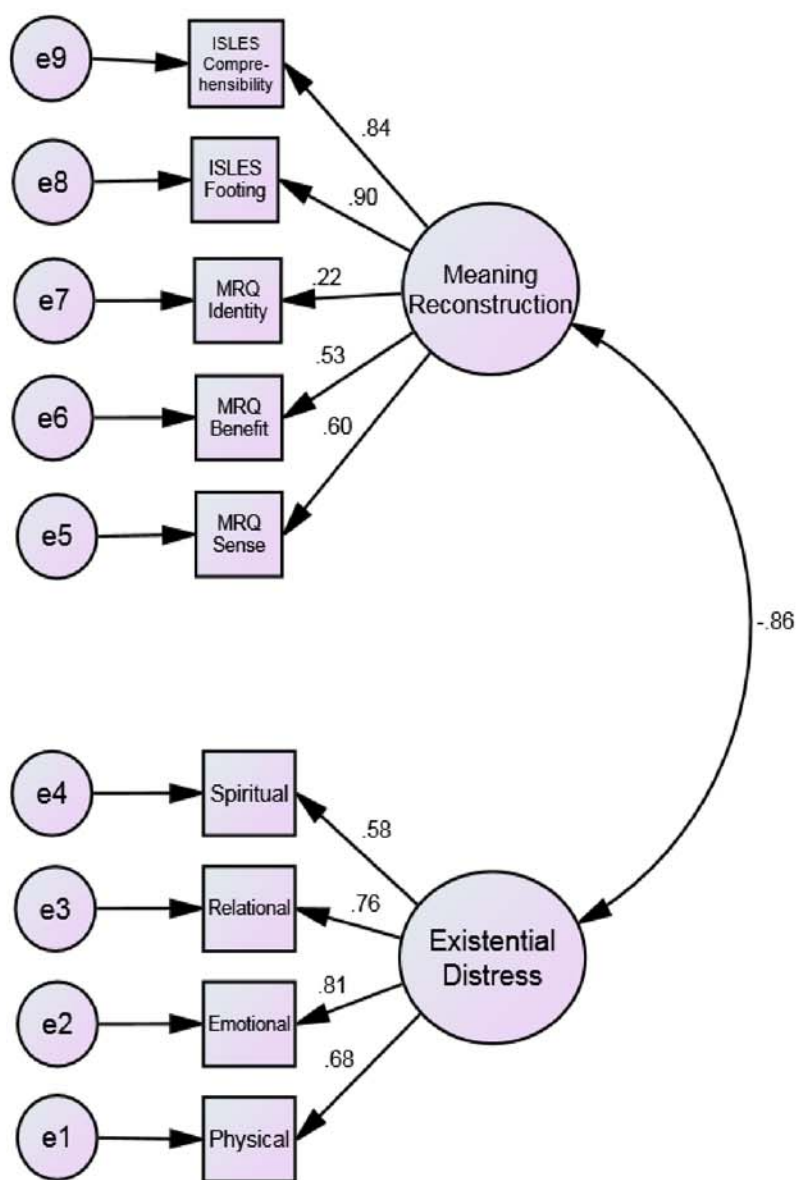 e9
ISLES
Compre-
hensibility
.84
e8
ISLES
Footing
.90
Meaning
Reconstruction
e7
MRQ
Identity
.22
e6
MRQ
Benefit
.53
.60
e5
MRQ
Sense
-.86
e4
Spiritual
.58
e3
Relational
.76
Existential
Distress
e2
Emotional
.81
.68
e1
Physical